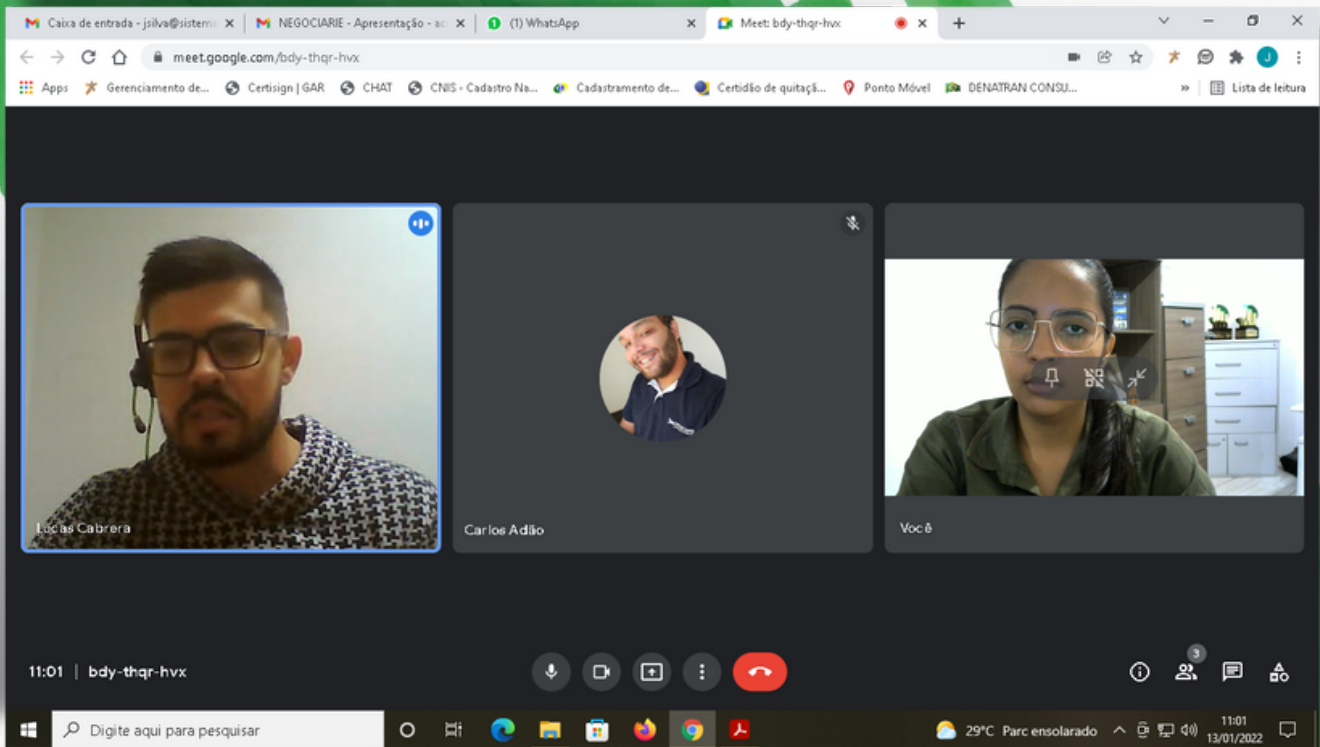 Caixa de entrada - jsilva@sistema
NEGOCIARIE - Apresentação - ac
(1) WhatsApp
Meet: bdy-thqr-hvx
meet.google.com/bdy-thqr-hvx
Apps
Gerenciamento de...
Certisign | GAR
CHAT
CNIS - Cadastro Na...
Cadastramento de...
Certidão de quitaçã...
Ponto Móvel
DENATRAN CONSU...
Lista de leitura
Lucas Cabrera
Carlos Adão
Você
11:01 | bdy-thqr-hvx
3
Digite aqui para pesquisar
29°C Parc ensolarado
11:01
13/01/2022